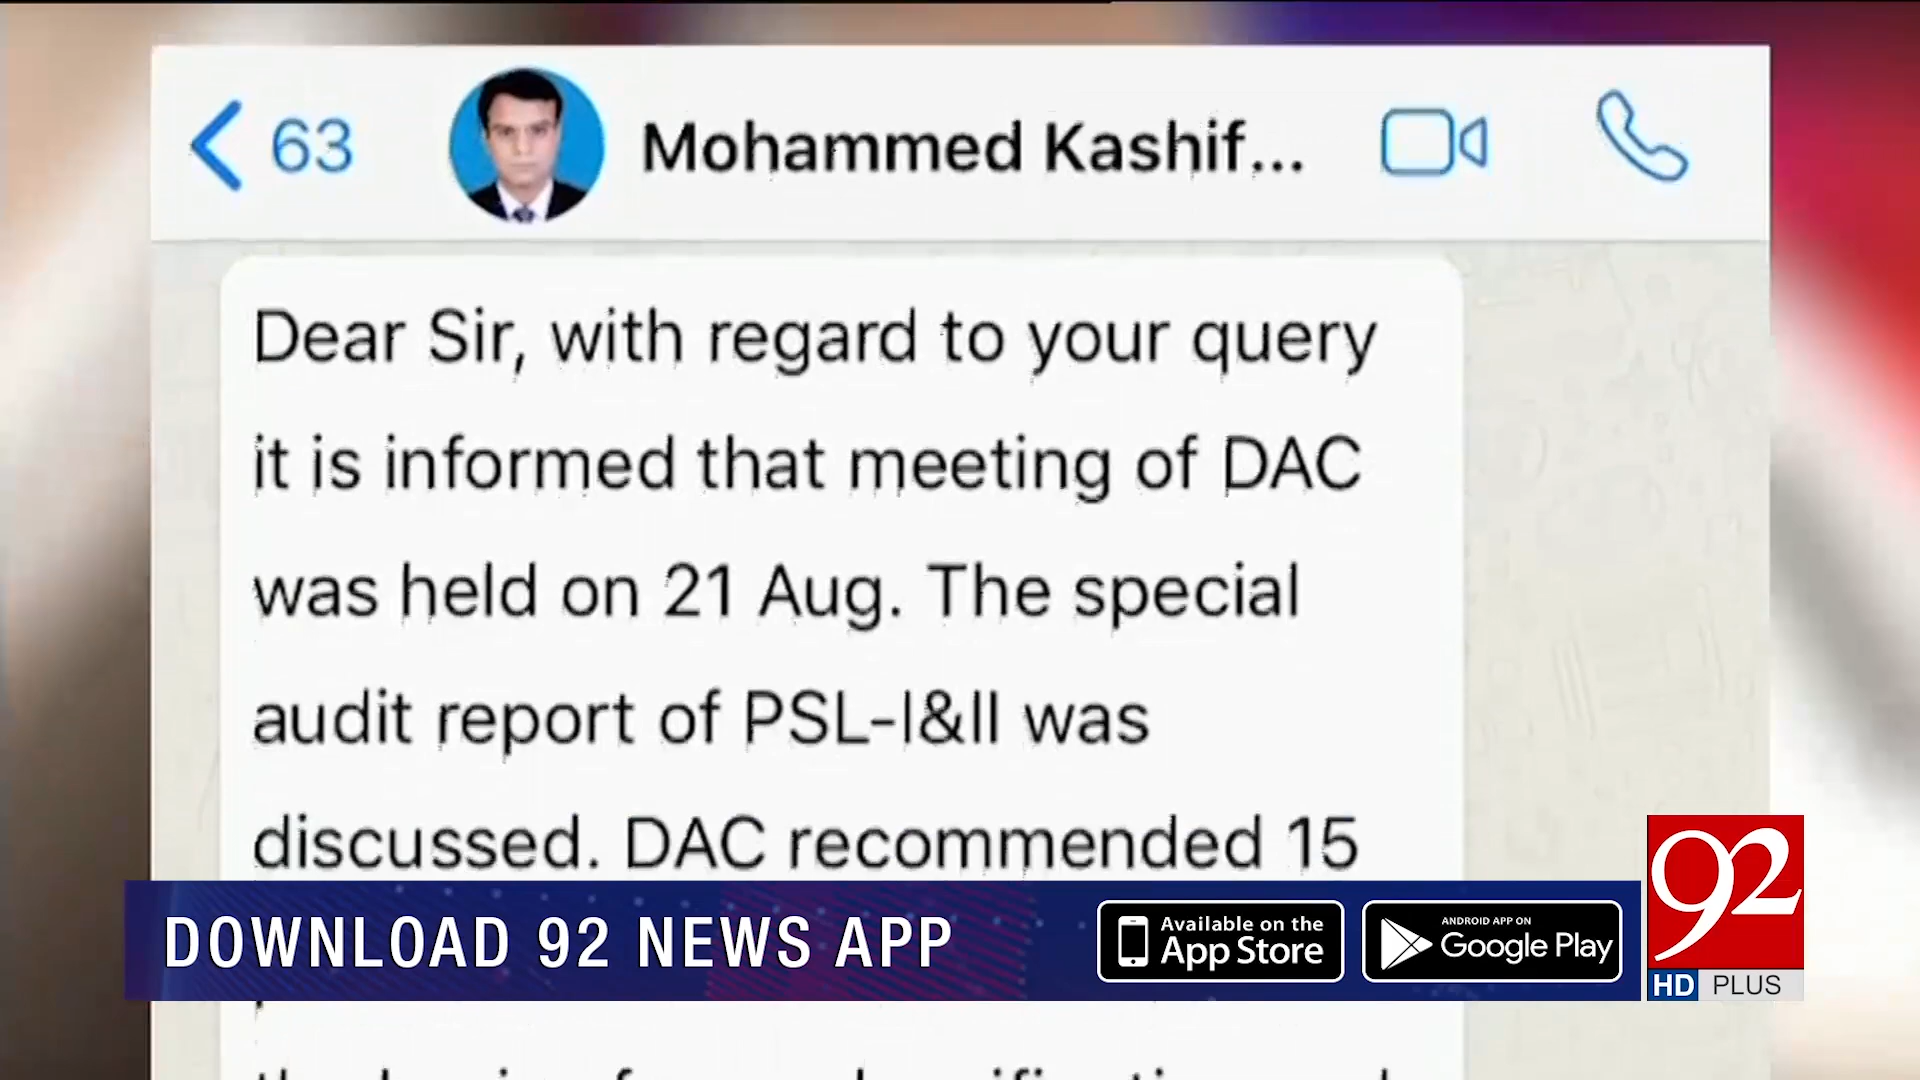 63
Mohammed Kashif...
Dear Sir, with regard to your query
it is informed that meeting of DAC
was held on 21 Aug. The special
audit report of PSL-I&II was
discussed. DAC recommended 15
DOWNLOAD 92 NEWS APP
Available on the
App Store
ANDROID APP ON
Google Play
92
HD PLUS